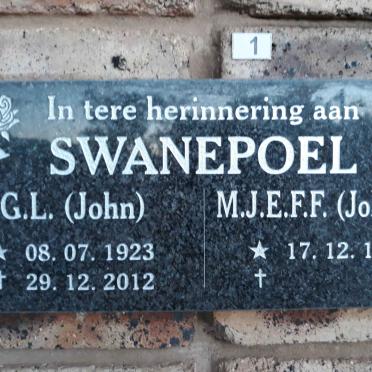 1
In tere herinnering aan
SWANEPOEL
G.L. (John) M.J.E.F.F.
★ 08. 07. 1923 ★ 17. 12.
† 29. 12. 2012 †